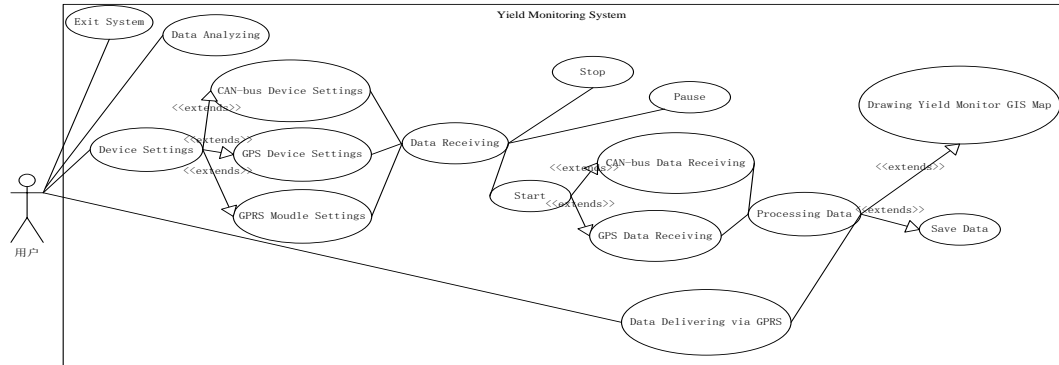 Yield Monitoring System
Exit System
Data Analyzing
Stop
CAN-bus Device Settings
Pause
Drawing Yield Monitor GIS Map
<<extends>>
<<extends>>
Device Settings
GPS Device Settings
Data Receiving
CAN-bus Data Receiving
<<extends>>
<<extends>>
<<extends>>
Start
<<extends>>
GPRS Moudle Settings
Processing Data
<<extends>>
Save Data
GPS Data Receiving
用户
Data Delivering via GPRS